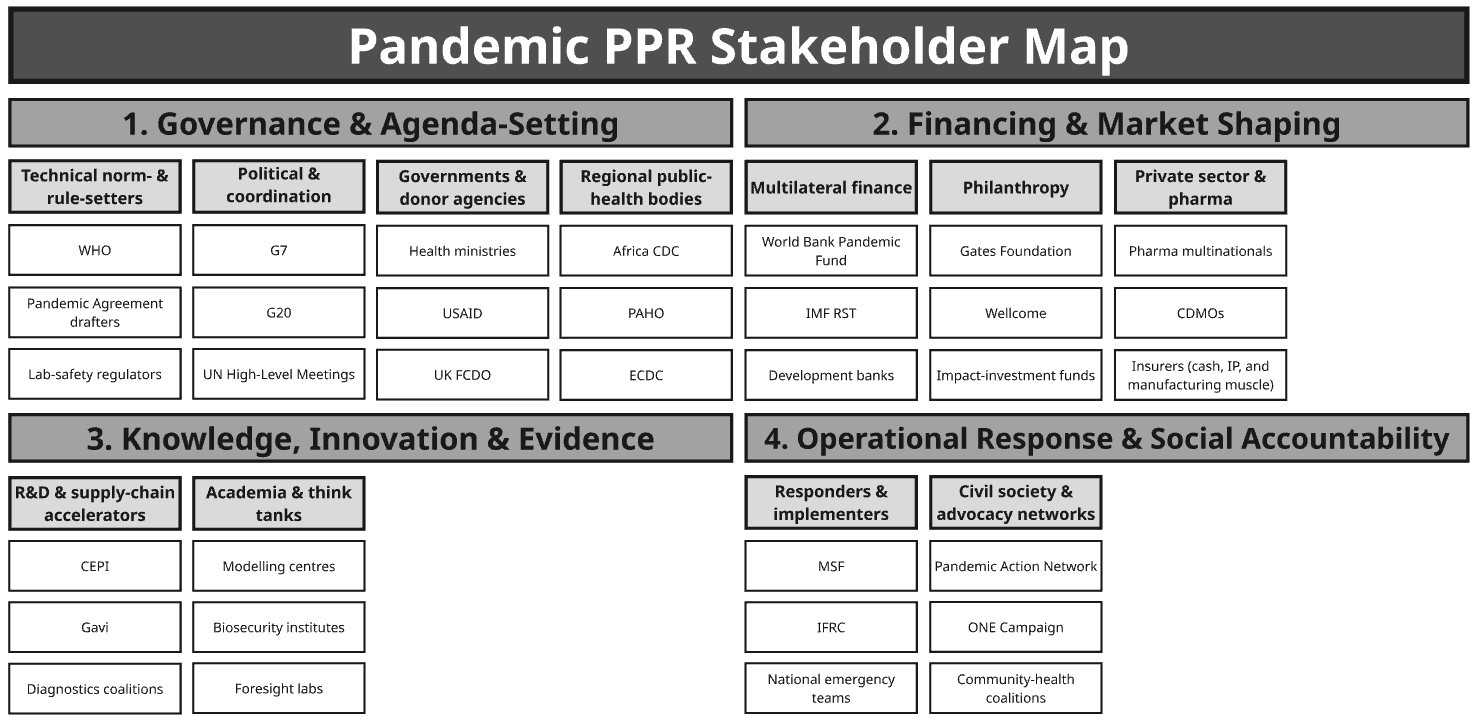 Pandemic PPR Stakeholder Map
1. Governance & Agenda-Setting
Technical norm- &
rule-setters
WHO
Pandemic Agreement
drafters
Lab-safety regulators
Political &
coordination
G7
G20
UN High-Level Meetings
Governments &
donor agencies
Health ministries
USAID
UK FCDO
Regional public-
health bodies
Africa CDC
PAHO
ECDC
2. Financing & Market Shaping
Multilateral finance
World Bank Pandemic
Fund
IMF RST
Development banks
Philanthropy
Gates Foundation
Wellcome
Impact-investment funds
Private sector &
pharma
Pharma multinationals
CDMOs
Insurers (cash, IP, and
manufacturing muscle)
3. Knowledge, Innovation & Evidence
R&D & supply-chain
accelerators
CEPI
Gavi
Diagnostics coalitions
Academia & think
tanks
Modelling centres
Biosecurity institutes
Foresight labs
4. Operational Response & Social Accountability
Responders &
implementers
MSF
IFRC
National emergency
teams
Civil society &
advocacy networks
Pandemic Action Network
ONE Campaign
Community-health
coalitions